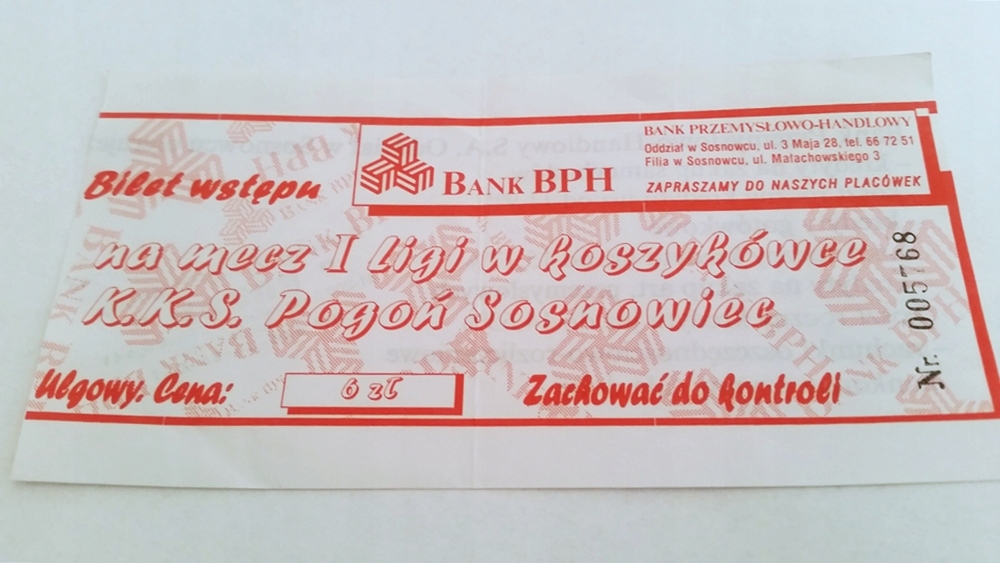 BANK PRZEMYSŁOWO-HANDLOWY
Oddział w Sosnowcu, ul. 3 Maja 28, tel. 66 72 51
Filia w Sosnowcu, ul. Małachowskiego 3
ZAPRASZAMY DO NASZYCH PLACÓWEK
BANK BPH
Bilet wstępu
na mecz I Ligi w koszykówce
K.K.S. Pogoń Sosnowiec
Ulgowy. Cena:
6 zł
Zachować do kontroli
Nr. 005768